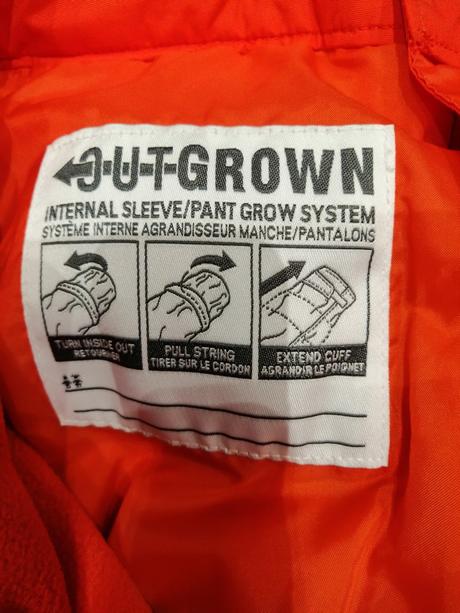 OUTGROWN
INTERNAL SLEEVE/PANT GROW SYSTEM
SYSTÈME INTERNE AGRANDISSEUR MANCHE/PANTALONS
TURN INSIDE OUT
RETOURNER
PULL STRING
TIRER SUR LE CORDON
EXTEND CUFF
AGRANDIR LE POIGNET